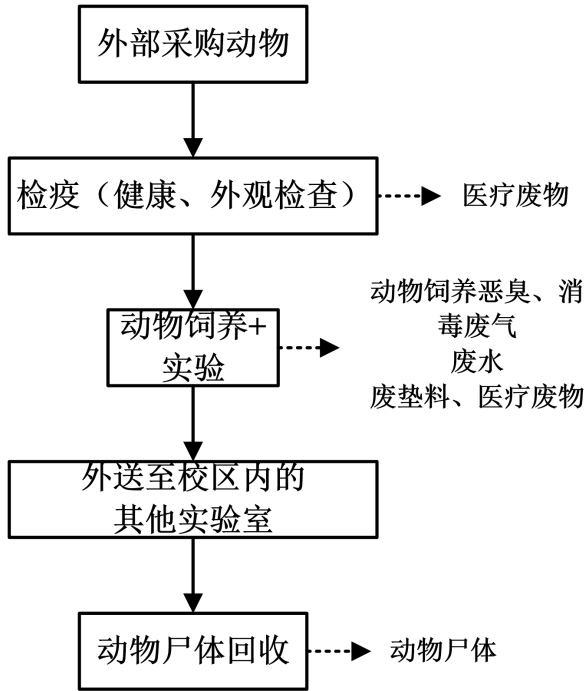 外部采购动物
检疫（健康、外观检查）
医疗废物
动物饲养+
实验
动物饲养恶臭、消
毒废气
废水
废垫料、医疗废物
外送至校区内的
其他实验室
动物尸体回收
动物尸体